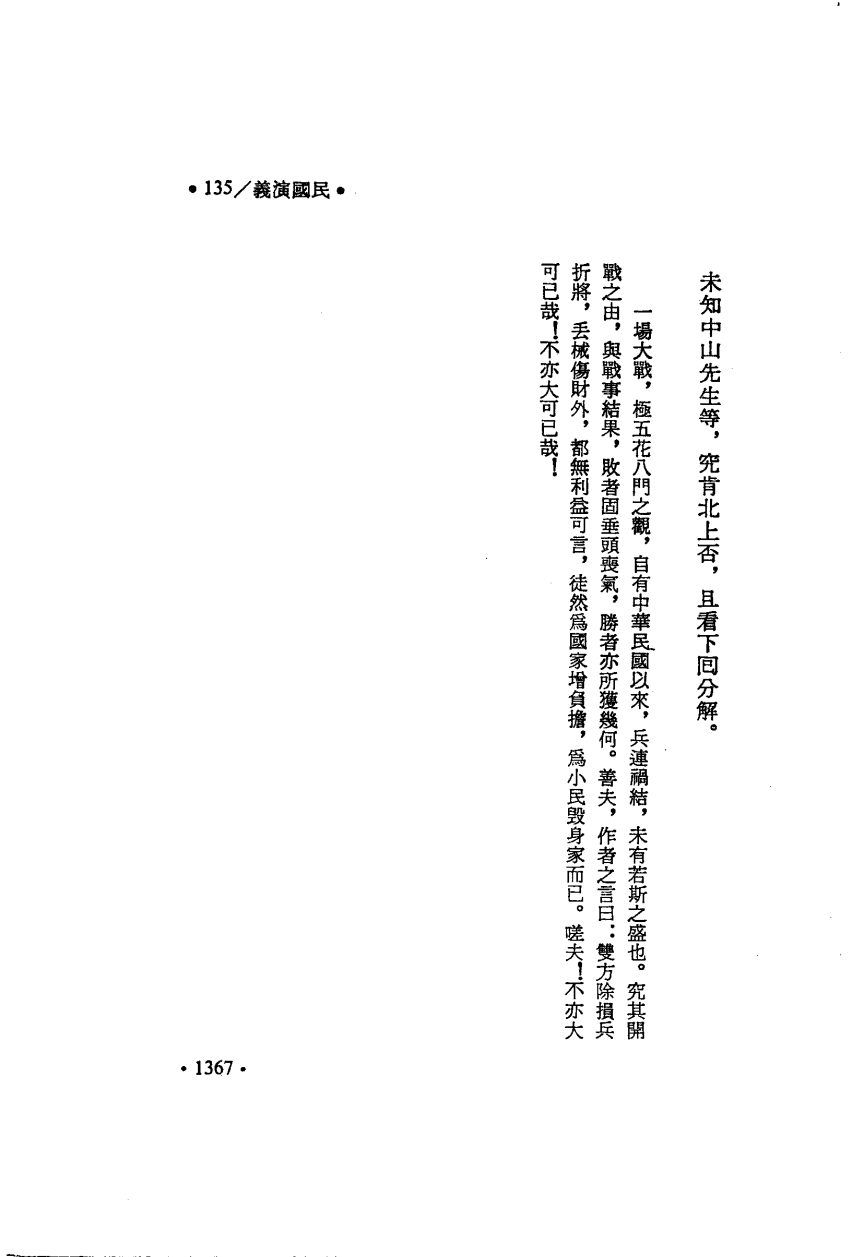 • 135／義演國民 •
未知中山先生等，究肯北上否，且看下回分解。
一場大戰，極五花八門之觀，自有中華民國以來，兵連禍結，未有若斯之盛也。究其開
戰之由，與戰事結果，敗者固垂頭喪氣，勝者亦所獲幾何。善夫，作者之言曰：雙方除損兵
折將，丟械傷財外，都無利益可言，徒然爲國家增負擔，爲小民毀身家而已。嗟夫！不亦大
可已哉！不亦大可已哉！
• 1367 •